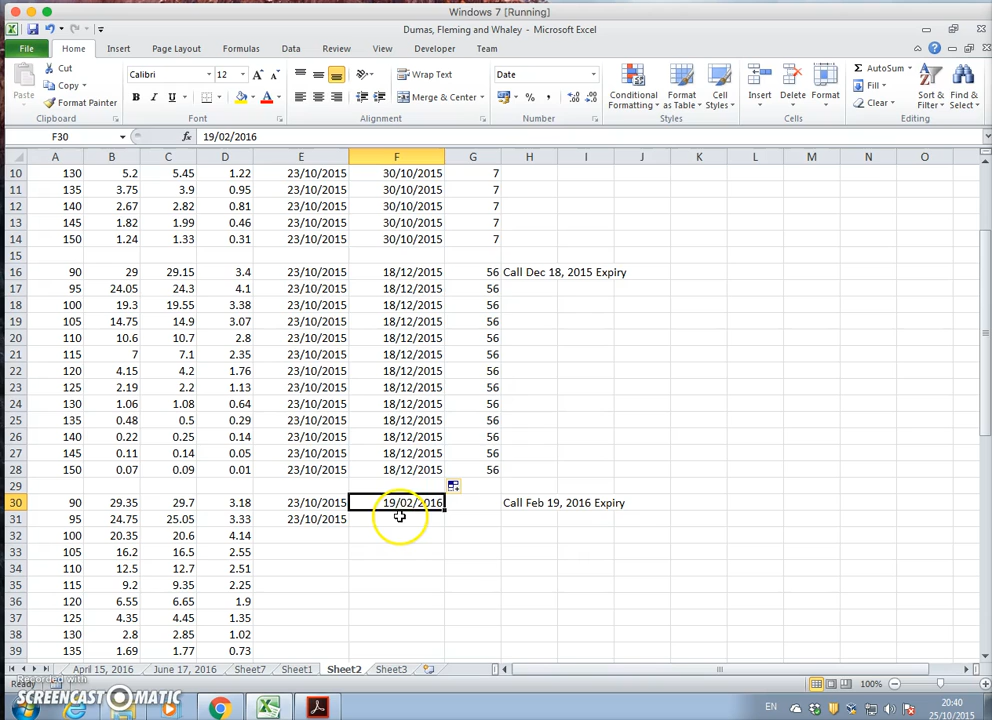 Windows 7 [Running]
Dumas, Fleming and Whaley - Microsoft Excel
File Home Insert Page Layout Formulas Data Review View Developer Team
Cut Calibri 12 Wrap Text Date AutoSum
Copy Fill
Paste Format Painter B I U Merge & Center % , Conditional Formatting Format as Table Cell Styles Insert Delete Format Clear Sort & Filter Find & Select
Clipboard Font Alignment Number Styles Cells Editing
F30 fx 19/02/2016
A B C D E F G H I J K L M N O
10 130 5.2 5.45 1.22 23/10/2015 30/10/2015 7
11 135 3.75 3.9 0.95 23/10/2015 30/10/2015 7
12 140 2.67 2.82 0.81 23/10/2015 30/10/2015 7
13 145 1.82 1.99 0.46 23/10/2015 30/10/2015 7
14 150 1.24 1.33 0.31 23/10/2015 30/10/2015 7
15
16 90 29 29.15 3.4 23/10/2015 18/12/2015 56 Call Dec 18, 2015 Expiry
17 95 24.05 24.3 4.1 23/10/2015 18/12/2015 56
18 100 19.3 19.55 3.38 23/10/2015 18/12/2015 56
19 105 14.75 14.9 3.07 23/10/2015 18/12/2015 56
20 110 10.6 10.7 2.8 23/10/2015 18/12/2015 56
21 115 7 7.1 2.35 23/10/2015 18/12/2015 56
22 120 4.15 4.2 1.76 23/10/2015 18/12/2015 56
23 125 2.19 2.2 1.13 23/10/2015 18/12/2015 56
24 130 1.06 1.08 0.64 23/10/2015 18/12/2015 56
25 135 0.48 0.5 0.29 23/10/2015 18/12/2015 56
26 140 0.22 0.25 0.14 23/10/2015 18/12/2015 56
27 145 0.11 0.14 0.05 23/10/2015 18/12/2015 56
28 150 0.07 0.09 0.01 23/10/2015 18/12/2015 56
29
30 90 29.35 29.7 3.18 23/10/2015 19/02/2016 Call Feb 19, 2016 Expiry
31 95 24.75 25.05 3.33 23/10/2015
32 100 20.35 20.6 4.14
33 105 16.2 16.5 2.55
34 110 12.5 12.7 2.51
35 115 9.2 9.35 2.25
36 120 6.55 6.65 1.9
37 125 4.35 4.45 1.35
38 130 2.8 2.85 1.02
39 135 1.69 1.77 0.73
April 15, 2016 June 17, 2016 Sheet7 Sheet1 Sheet2 Sheet3
Ready 100%
Recorded with
SCREENCAST-O-MATIC
EN 20:40
25/10/2015